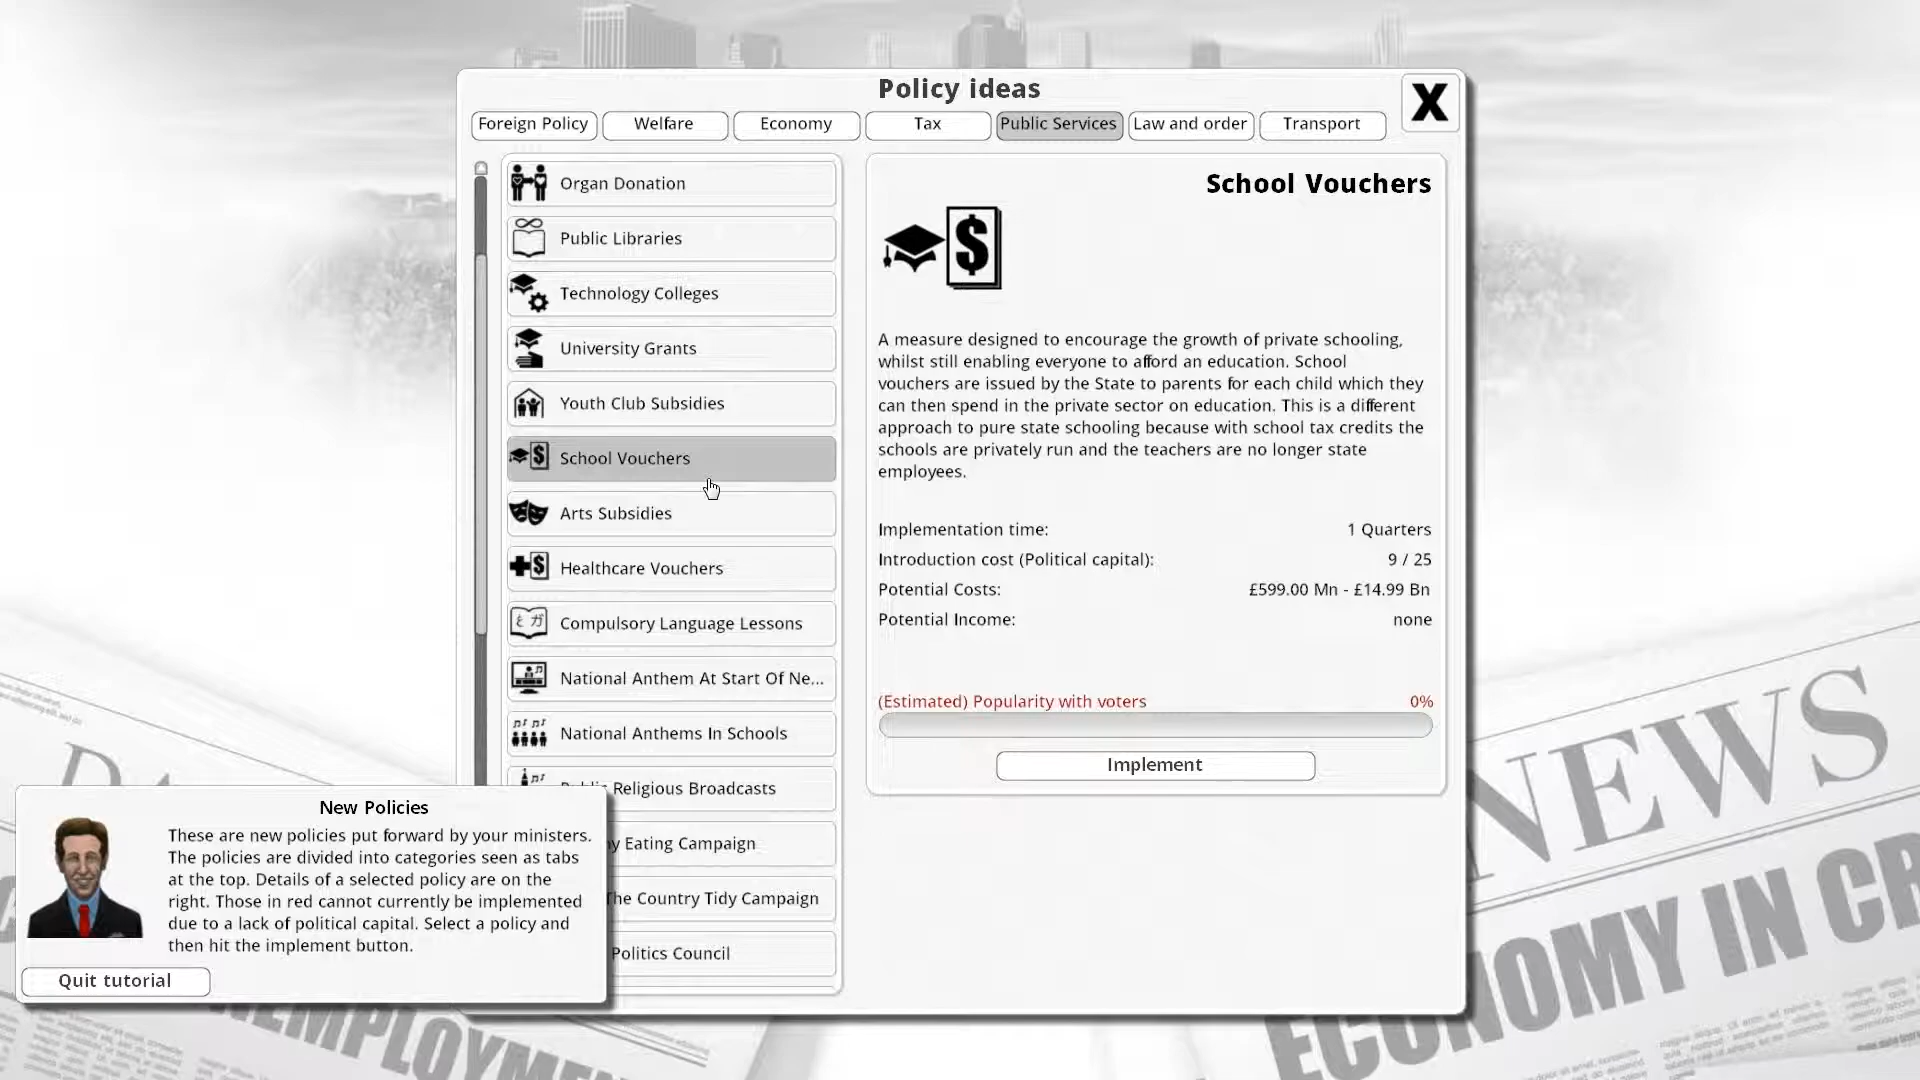 Policy ideas
X
Foreign Policy
Welfare
Economy
Tax
Public Services
Law and order
Transport
Organ Donation
Public Libraries
Technology Colleges
University Grants
Youth Club Subsidies
School Vouchers
Arts Subsidies
Healthcare Vouchers
Compulsory Language Lessons
National Anthem At Start Of Ne...
National Anthems In Schools
Religious Broadcasts
Eating Campaign
The Country Tidy Campaign
Politics Council
School Vouchers
A measure designed to encourage the growth of private schooling,
whilst still enabling everyone to afford an education. School
vouchers are issued by the State to parents for each child which they
can then spend in the private sector on education. This is a different
approach to pure state schooling because with school tax credits the
schools are privately run and the teachers are no longer state
employees.
Implementation time: 1 Quarters
Introduction cost (Political capital): 9 / 25
Potential Costs: £599.00 Mn - £14.99 Bn
Potential Income: none
(Estimated) Popularity with voters 0%
Implement
New Policies
These are new policies put forward by your ministers.
The policies are divided into categories seen as tabs
at the top. Details of a selected policy are on the
right. Those in red cannot currently be implemented
due to a lack of political capital. Select a policy and
then hit the implement button.
Quit tutorial
NEWS
ECONOMY IN CR